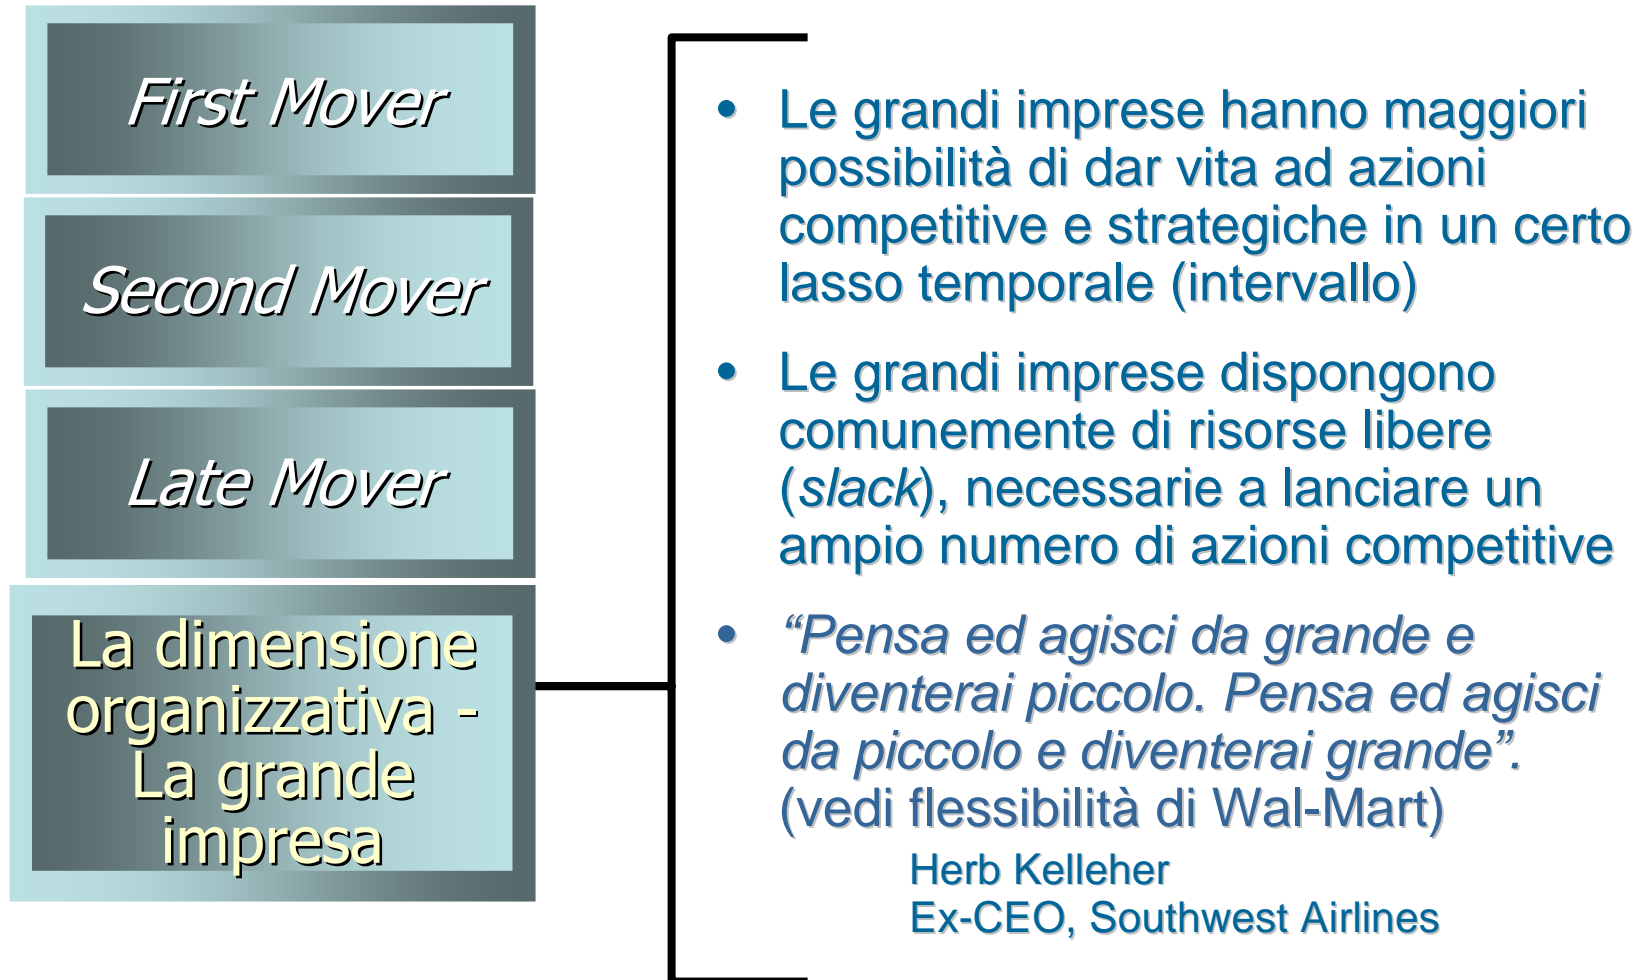 First Mover
Second Mover
Late Mover
La dimensione
organizzativa -
La grande
impresa
• Le grandi imprese hanno maggiori
possibilità di dar vita ad azioni
competitive e strategiche in un certo
lasso temporale (intervallo)
• Le grandi imprese dispongono
comunemente di risorse libere
(slack), necessarie a lanciare un
ampio numero di azioni competitive
• “Pensa ed agisci da grande e
diventerai piccolo. Pensa ed agisci
da piccolo e diventerai grande”.
(vedi flessibilità di Wal-Mart)
Herb Kelleher
Ex-CEO, Southwest Airlines